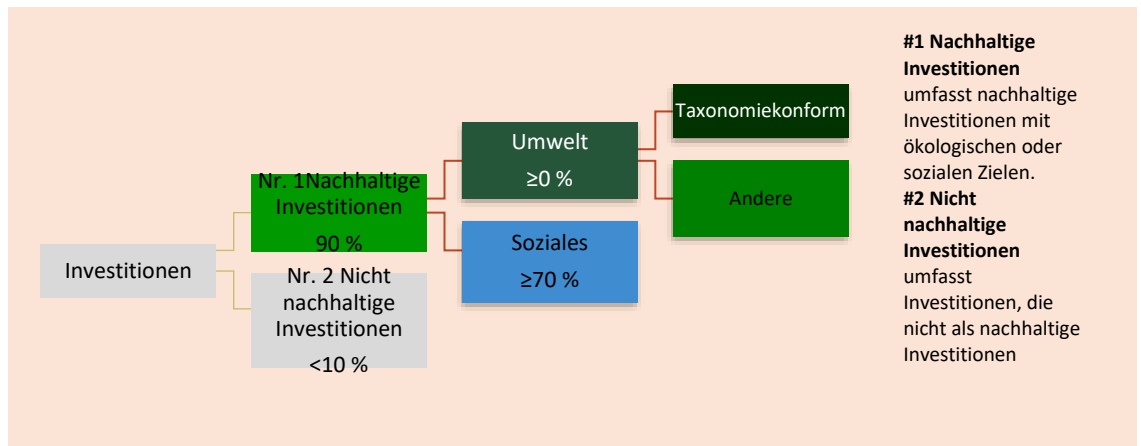 Investitionen
Nr. 1Nachhaltige
Investitionen
90 %
Nr. 2 Nicht
nachhaltige
Investitionen
<10 %
Umwelt
≥0 %
Soziales
≥70 %
Taxonomiekonform
Andere
#1 Nachhaltige
Investitionen
umfasst nachhaltige
Investitionen mit
ökologischen oder
sozialen Zielen.
#2 Nicht
nachhaltige
Investitionen
umfasst
Investitionen, die
nicht als nachhaltige
Investitionen